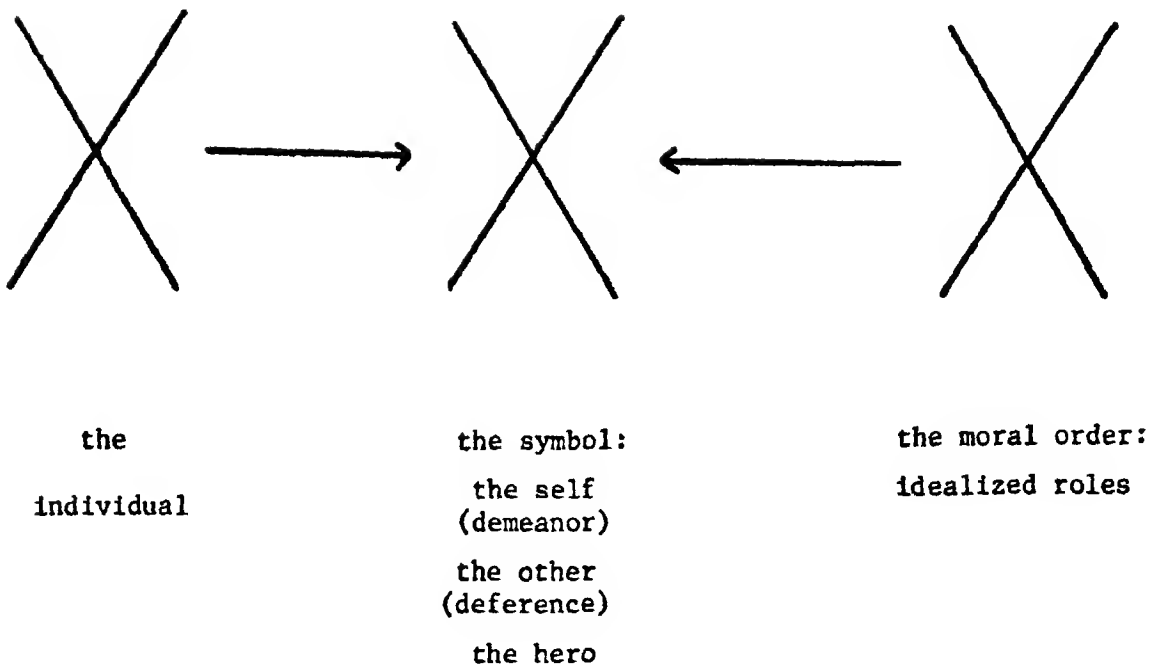 the
individual
the symbol:
the self
(demeanor)
the other
(deference)
the hero
the moral order:
idealized roles